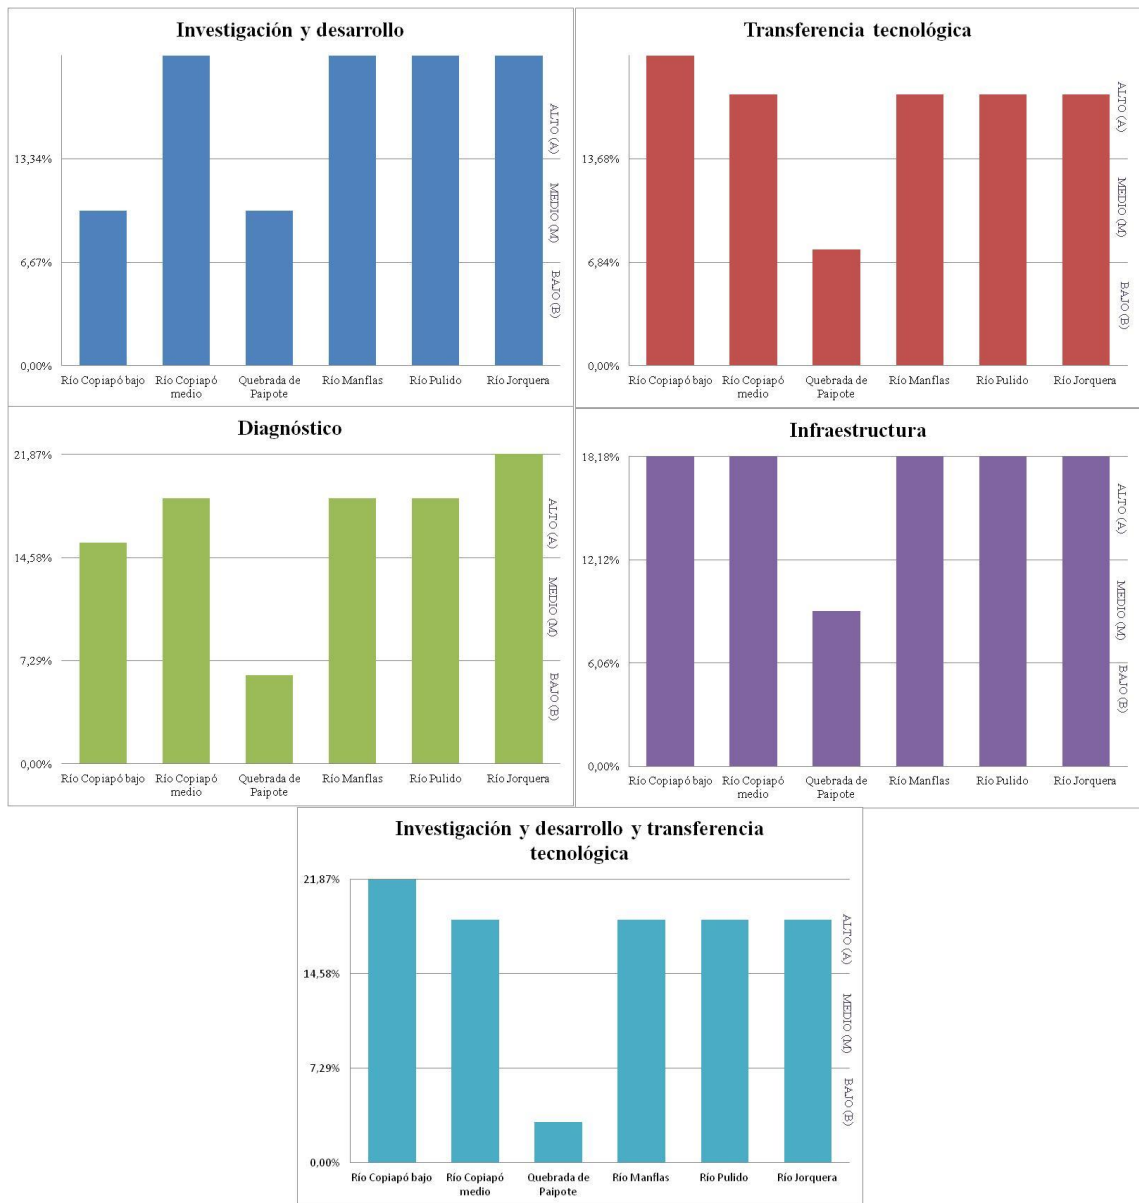 Investigación y desarrollo
13,34%
6,67%
0,00%
ALTO (A)
MEDIO (M)
BAJO (B)
Río Copiapó bajo
Río Copiapó
medio
Quebrada de
Paipote
Río Manflas
Río Pulido
Río Jorquera
Transferencia tecnológica
13,68%
6,84%
0,00%
ALTO (A)
MEDIO (M)
BAJO (B)
Río Copiapó bajo
Río Copiapó
medio
Quebrada de
Paipote
Río Manflas
Río Pulido
Río Jorquera
Diagnóstico
21,87%
14,58%
7,29%
0,00%
ALTO (A)
MEDIO (M)
BAJO (B)
Río Copiapó bajo
Río Copiapó
medio
Quebrada de
Paipote
Río Manflas
Río Pulido
Río Jorquera
Infraestructura
18,18%
12,12%
6,06%
0,00%
ALTO (A)
MEDIO (M)
BAJO (B)
Río Copiapó bajo
Río Copiapó
medio
Quebrada de
Paipote
Río Manflas
Río Pulido
Río Jorquera
Investigación y desarrollo y transferencia
tecnológica
21,87%
14,58%
7,29%
0,00%
ALTO (A)
MEDIO (M)
BAJO (B)
Río Copiapó bajo
Río Copiapó
medio
Quebrada de
Paipote
Río Manflas
Río Pulido
Río Jorquera